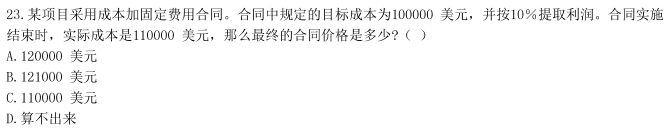 23.某项目采用成本加固定费用合同。合同中规定的目标成本为100000 美元，并按10%提取利润。合同实施
结束时，实际成本是110000 美元，那么最终的合同价格是多少?（ ）
A.120000 美元
B.121000 美元
C.110000 美元
D.算不出来